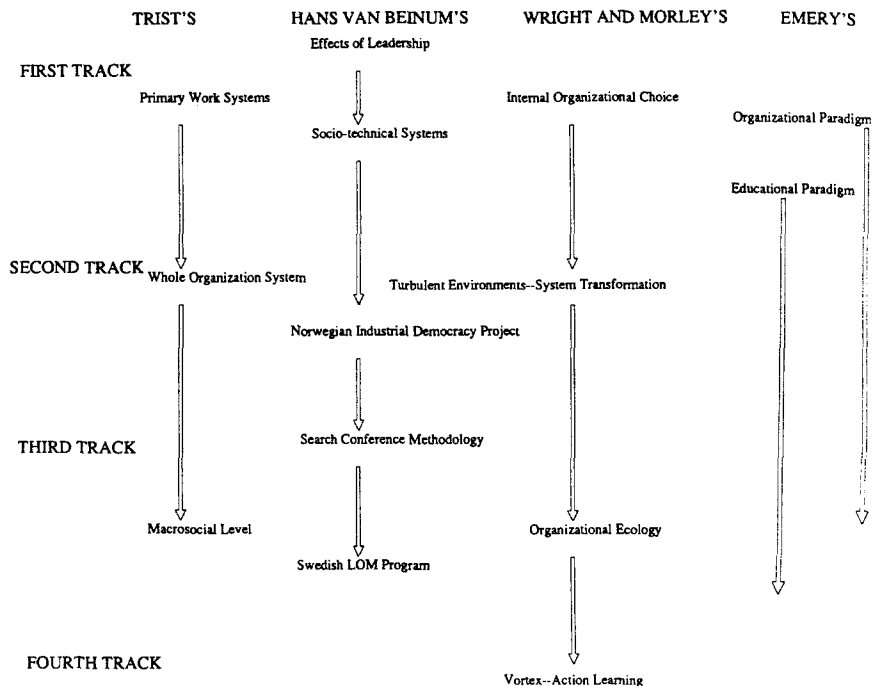 TRIST'S HANS VAN BEINUM'S WRIGHT AND MORLEY'S EMERY'S
Effects of Leadership
FIRST TRACK
Primary Work Systems Internal Organizational Choice
Organizational Paradigm
Socio-technical Systems
Educational Paradigm
SECOND TRACK Whole Organization System
Turbulent Environments--System Transformation
Norwegian Industrial Democracy Project
Search Conference Methodology
THIRD TRACK
Macrosocial Level Organizational Ecology
Swedish LOM Program
FOURTH TRACK
Vortex--Action Learning